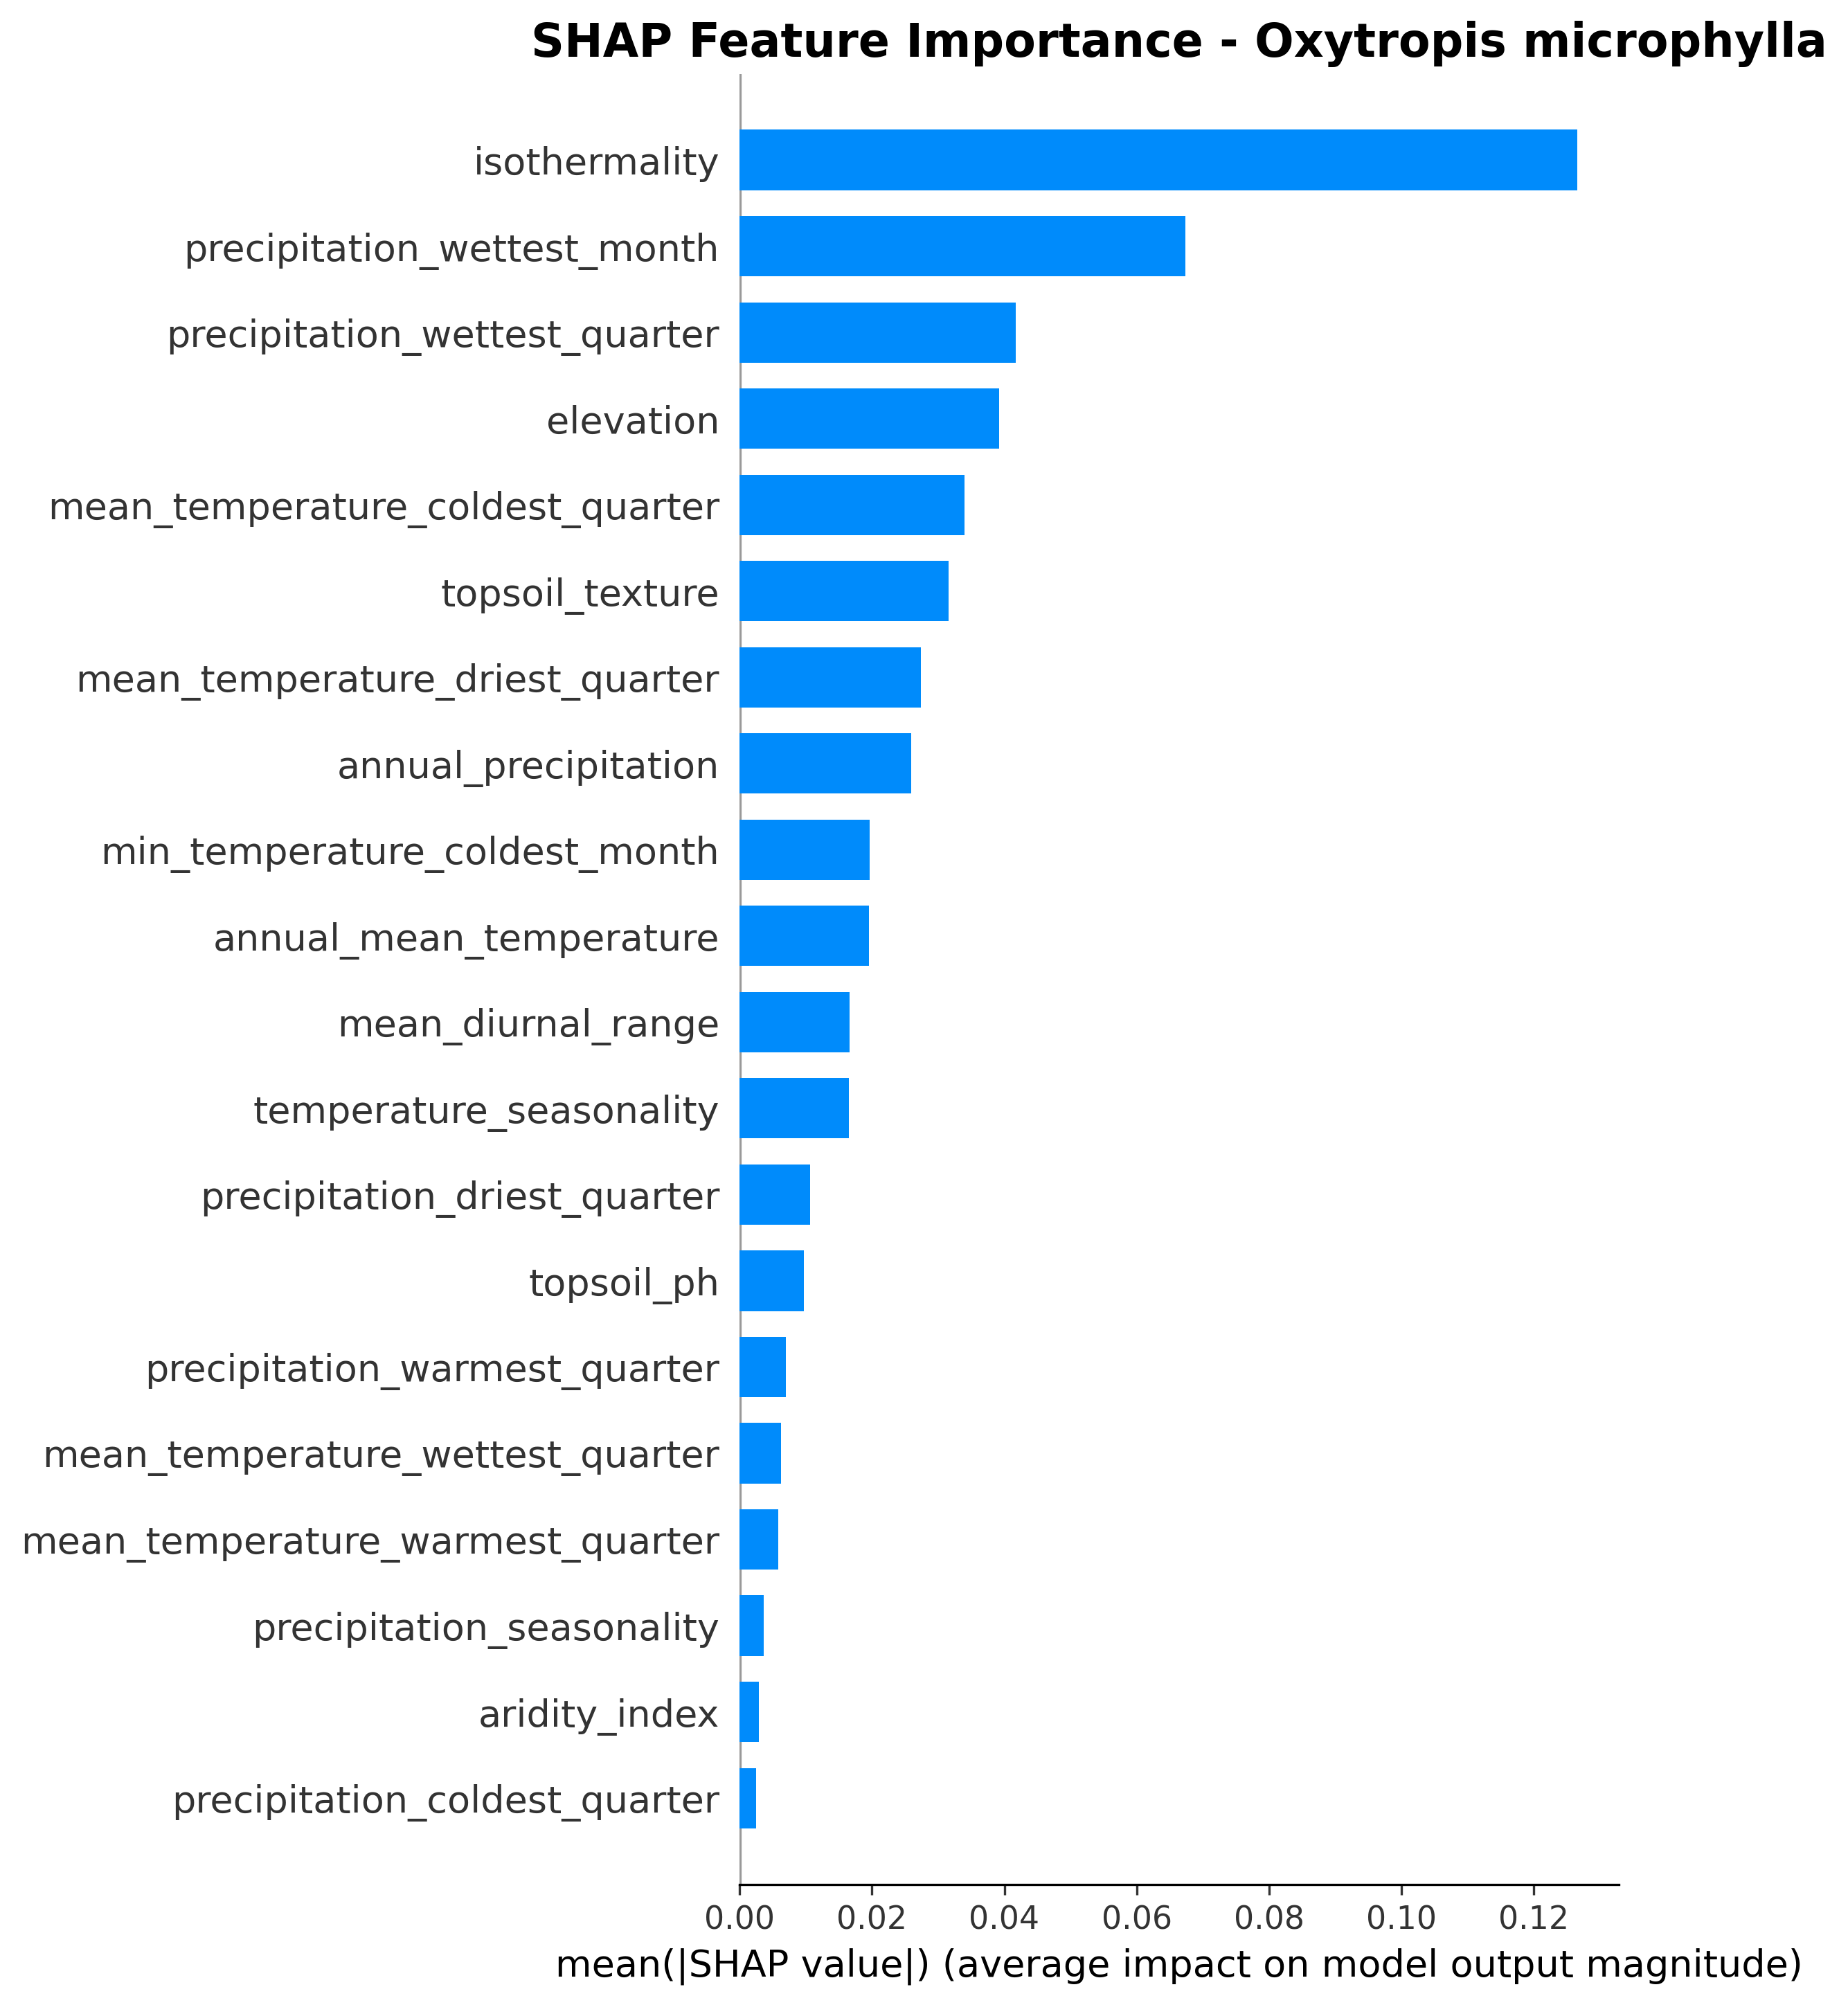 SHAP Feature Importance - Oxytropis microphylla
isothermality
precipitation_wettest_month
precipitation_wettest_quarter
elevation
mean_temperature_coldest_quarter
topsoil_texture
mean_temperature_driest_quarter
annual_precipitation
min_temperature_coldest_month
annual_mean_temperature
mean_diurnal_range
temperature_seasonality
precipitation_driest_quarter
topsoil_ph
precipitation_warmest_quarter
mean_temperature_wettest_quarter
mean_temperature_warmest_quarter
precipitation_seasonality
aridity_index
precipitation_coldest_quarter
0.00 0.02 0.04 0.06 0.08 0.10 0.12
mean(|SHAP value|) (average impact on model output magnitude)